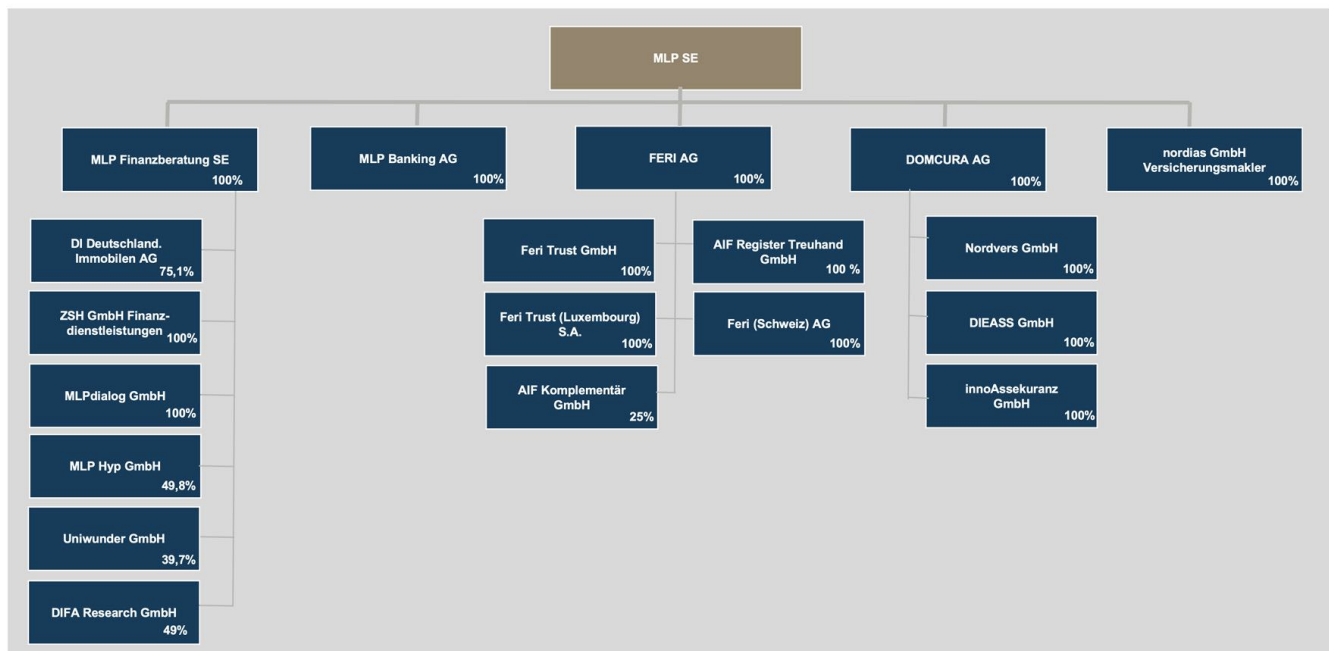 MLP SE
MLP Finanzberatung SE
100%
MLP Banking AG
100%
FERI AG
100%
DOMCURA AG
100%
nordias GmbH
Versicherungsmakler
100%
DI Deutschland.
Immobilen AG
75,1%
ZSH GmbH Finanz-
dienstleistungen
100%
MLPdialog GmbH
100%
MLP Hyp GmbH
49,8%
Uniwunder GmbH
39,7%
DIFA Research GmbH
49%
Feri Trust GmbH
100%
AIF Register Treuhand
GmbH
100 %
Feri Trust (Luxembourg)
S.A.
100%
Feri (Schweiz) AG
100%
AIF Komplementär
GmbH
25%
Nordvers GmbH
100%
DIEASS GmbH
100%
innoAssekuranz
GmbH
100%